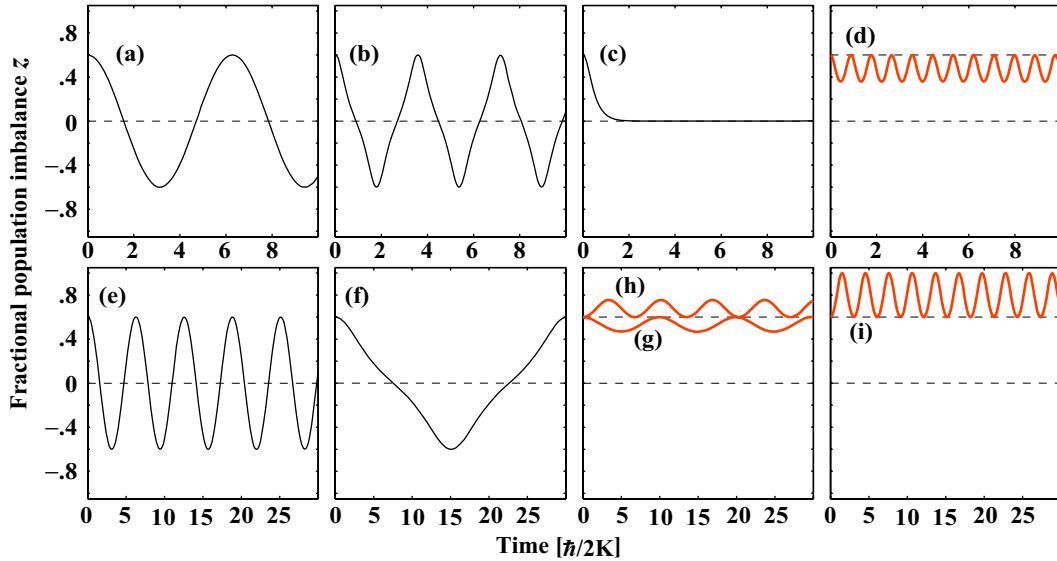 Fractional population imbalance z
.8
.4
0
−.4
−.8
(a)
(b)
(c)
(d)
0 2 4 6 8
0 2 4 6 8
0 2 4 6 8
0 2 4 6 8
.8
.4
0
−.4
−.8
(e)
(f)
(h)
(g)
(i)
0 5 10 15 20 25
0 5 10 15 20 25
0 5 10 15 20 25
0 5 10 15 20 25
Time [ℏ/2K]